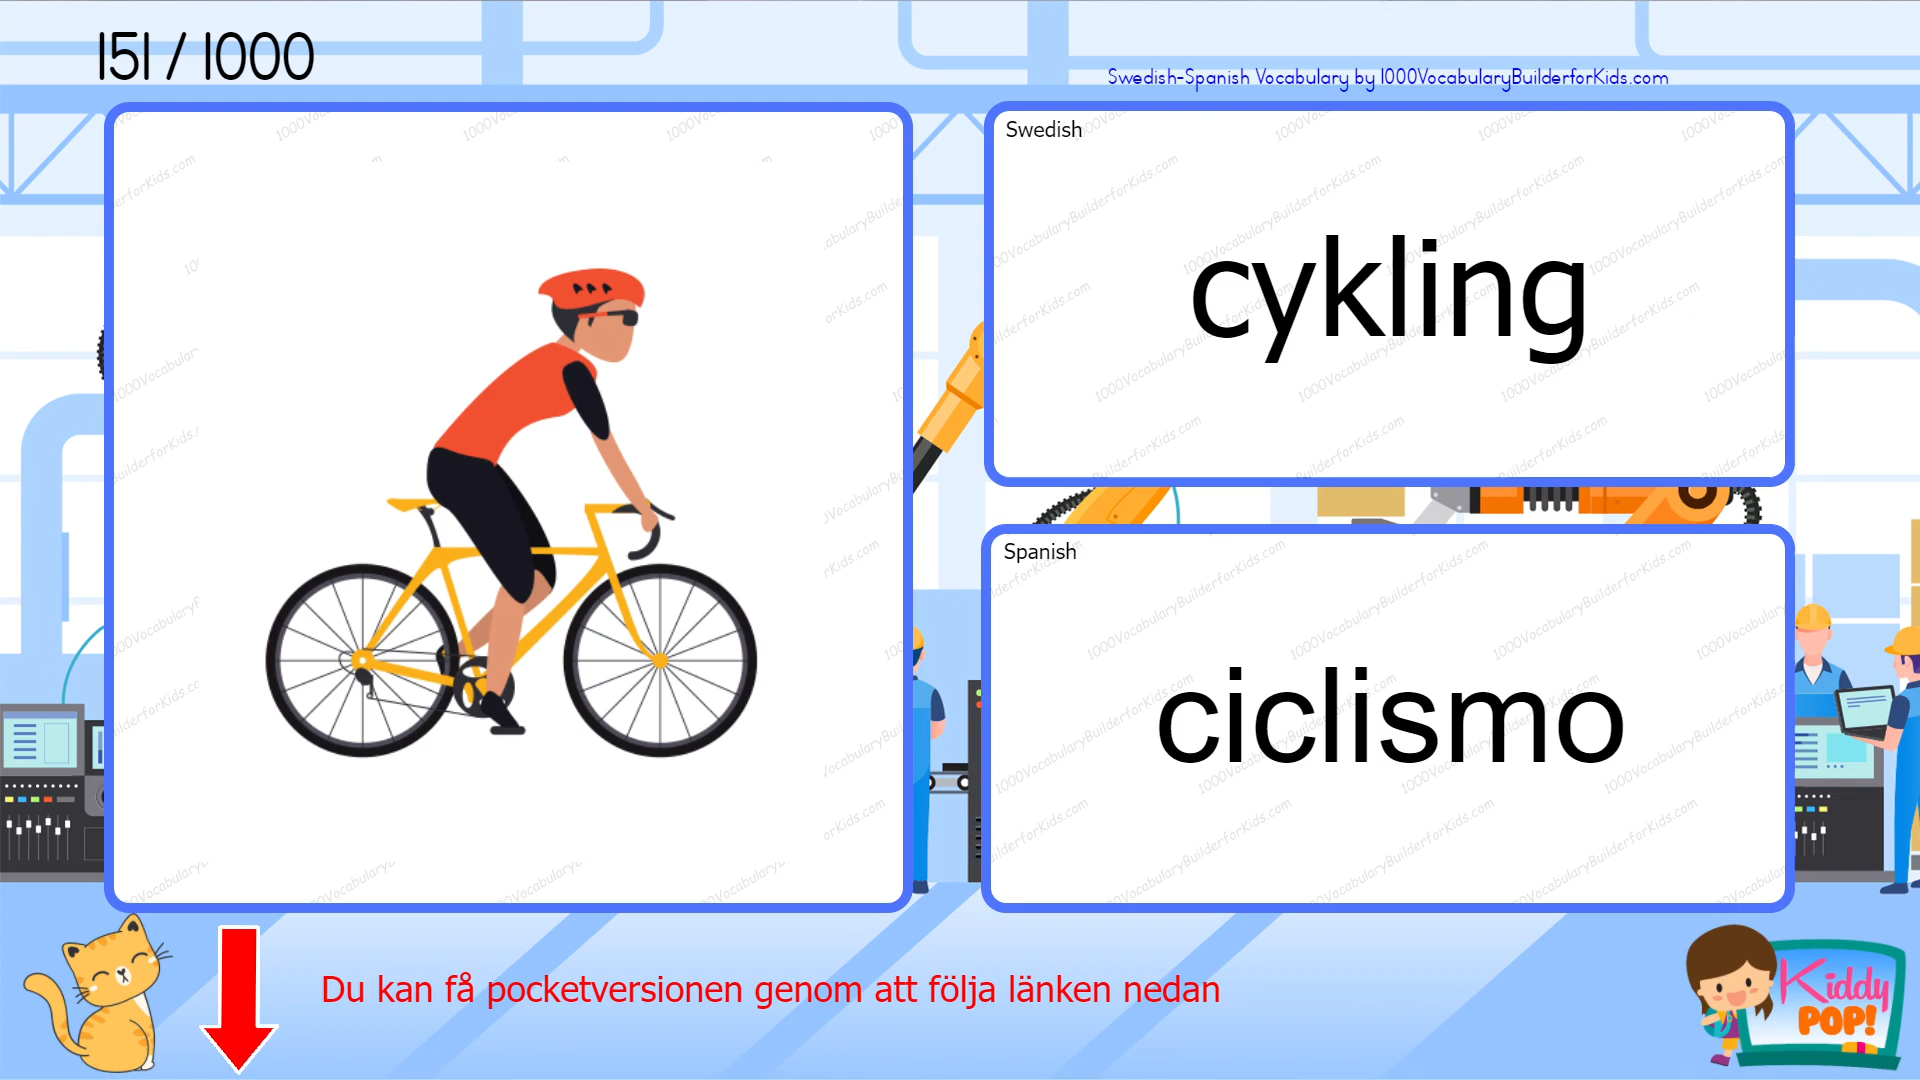 151 / 1000
Swedish-Spanish Vocabulary by 1000VocabularyBuilderforKids.com
Swedish
cykling
Spanish
ciclismo
Du kan få pocketversionen genom att följa länken nedan
Kiddy
POP!